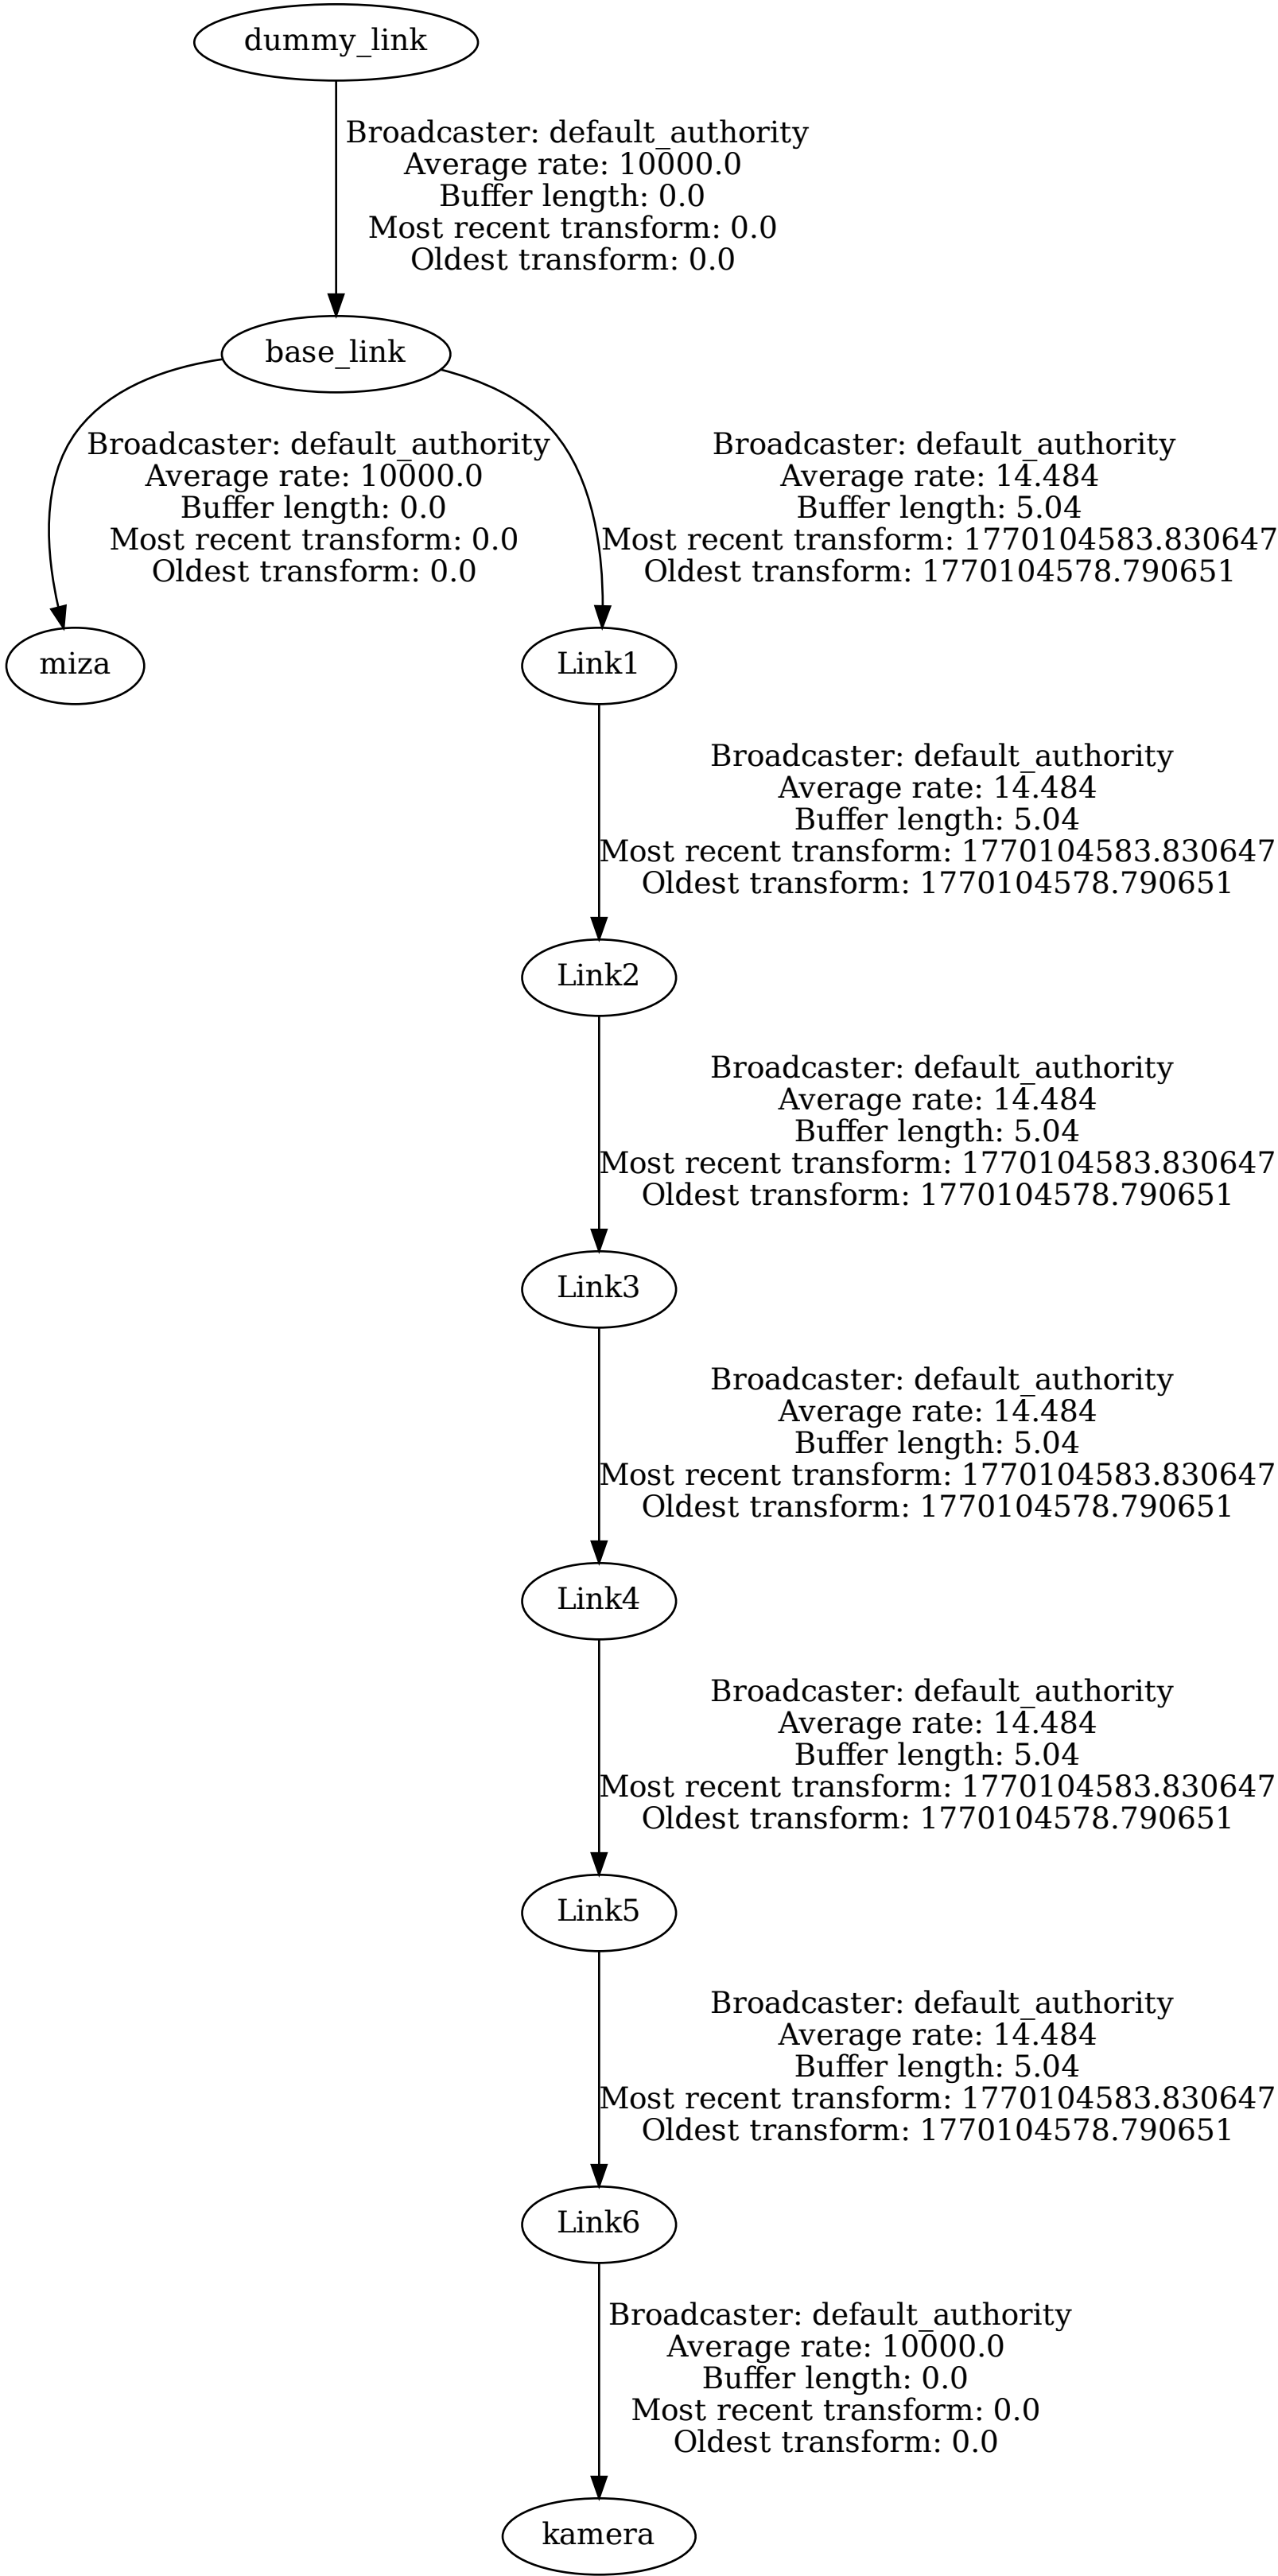 dummy_link
Broadcaster: default_authority
Average rate: 10000.0
Buffer length: 0.0
Most recent transform: 0.0
Oldest transform: 0.0
base_link
Broadcaster: default_authority
Average rate: 10000.0
Buffer length: 0.0
Most recent transform: 0.0
Oldest transform: 0.0
Broadcaster: default_authority
Average rate: 14.484
Buffer length: 5.04
Most recent transform: 1770104583.830647
Oldest transform: 1770104578.790651
miza
Link1
Broadcaster: default_authority
Average rate: 14.484
Buffer length: 5.04
Most recent transform: 1770104583.830647
Oldest transform: 1770104578.790651
Link2
Broadcaster: default_authority
Average rate: 14.484
Buffer length: 5.04
Most recent transform: 1770104583.830647
Oldest transform: 1770104578.790651
Link3
Broadcaster: default_authority
Average rate: 14.484
Buffer length: 5.04
Most recent transform: 1770104583.830647
Oldest transform: 1770104578.790651
Link4
Broadcaster: default_authority
Average rate: 14.484
Buffer length: 5.04
Most recent transform: 1770104583.830647
Oldest transform: 1770104578.790651
Link5
Broadcaster: default_authority
Average rate: 14.484
Buffer length: 5.04
Most recent transform: 1770104583.830647
Oldest transform: 1770104578.790651
Link6
Broadcaster: default_authority
Average rate: 10000.0
Buffer length: 0.0
Most recent transform: 0.0
Oldest transform: 0.0
kamera